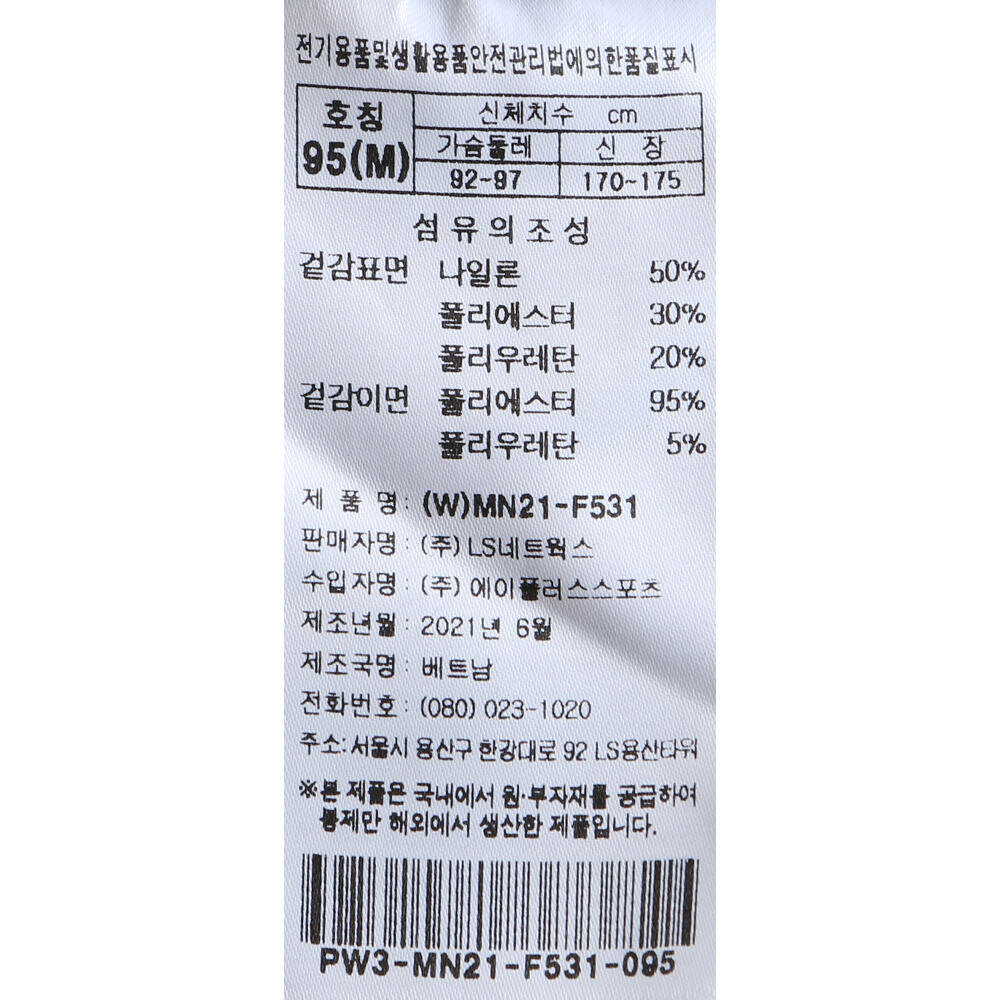 전기용품및생활용품안전관리법에의한품질표시
호칭 신체치수 cm
95(M) 가슴둘레 신 장
92~97 170~175
섬유의조성
겉감표면 나일론 50%
폴리에스터 30%
폴리우레탄 20%
겉감이면 폴리에스터 95%
폴리우레탄 5%
제 품 명: (W)MN21-F531
판매자명: (주)LS네트웍스
수입자명: (주)에이플러스스포츠
제조년월: 2021년 6월
제조국명: 베트남
전화번호: (080) 023-1020
주소: 서울시 용산구 한강대로 92 LS용산타워
※본 제품은 국내에서 원·부자재를 공급하여
봉제만 해외에서 생산한 제품입니다.
PW3-MN21-F531-095